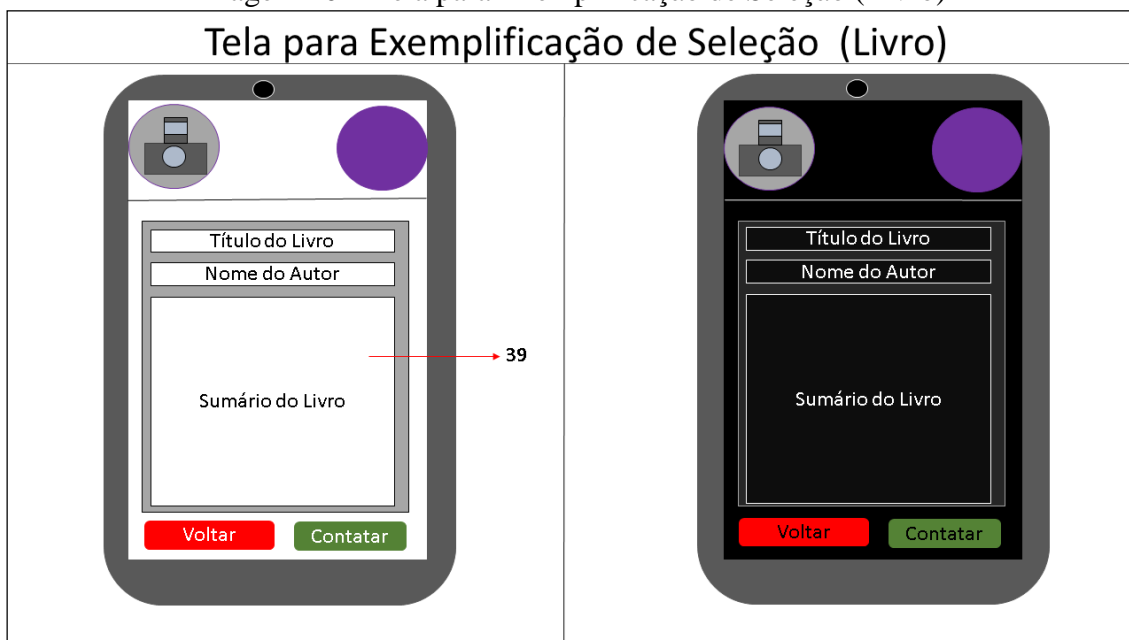 Tela para Exemplificação de Seleção (Livro)
Título do Livro
Nome do Autor
39
Sumário do Livro
Voltar
Contatar
Título do Livro
Nome do Autor
Sumário do Livro
Voltar
Contatar